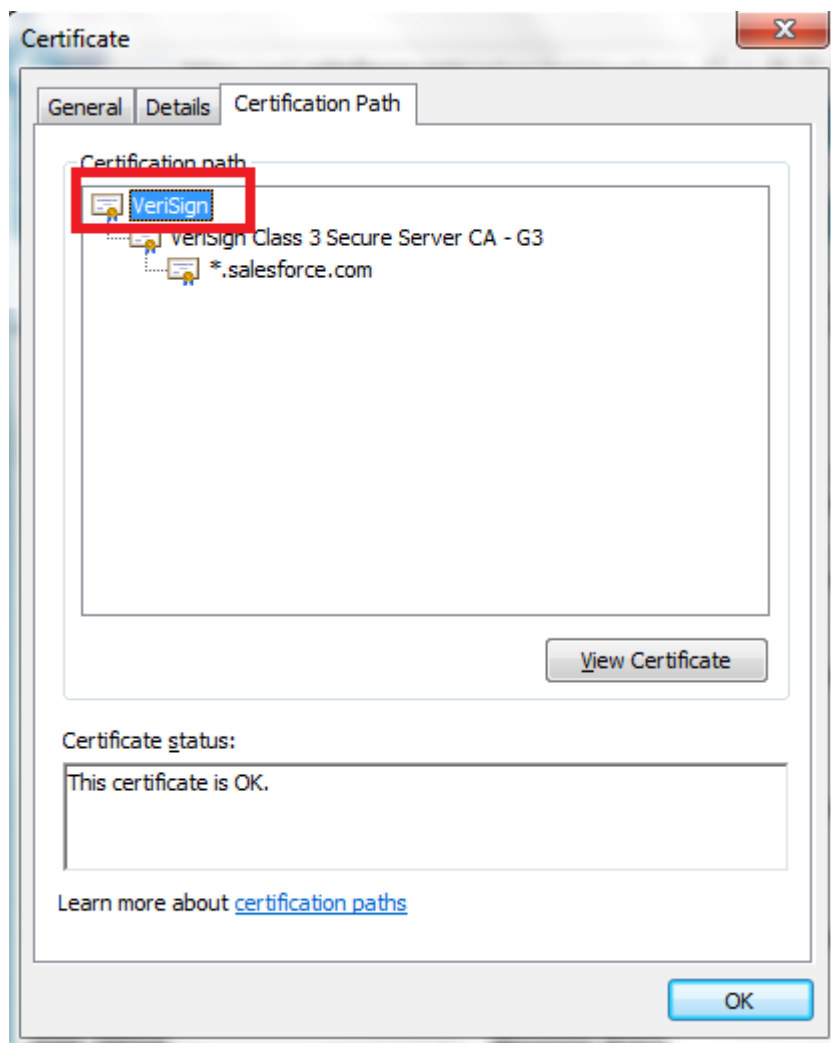 Certificate
General Details Certification Path
Certification path
VeriSign
VeriSign Class 3 Secure Server CA - G3
*.salesforce.com
View Certificate
Certificate status:
This certificate is OK.
Learn more about certification paths
OK